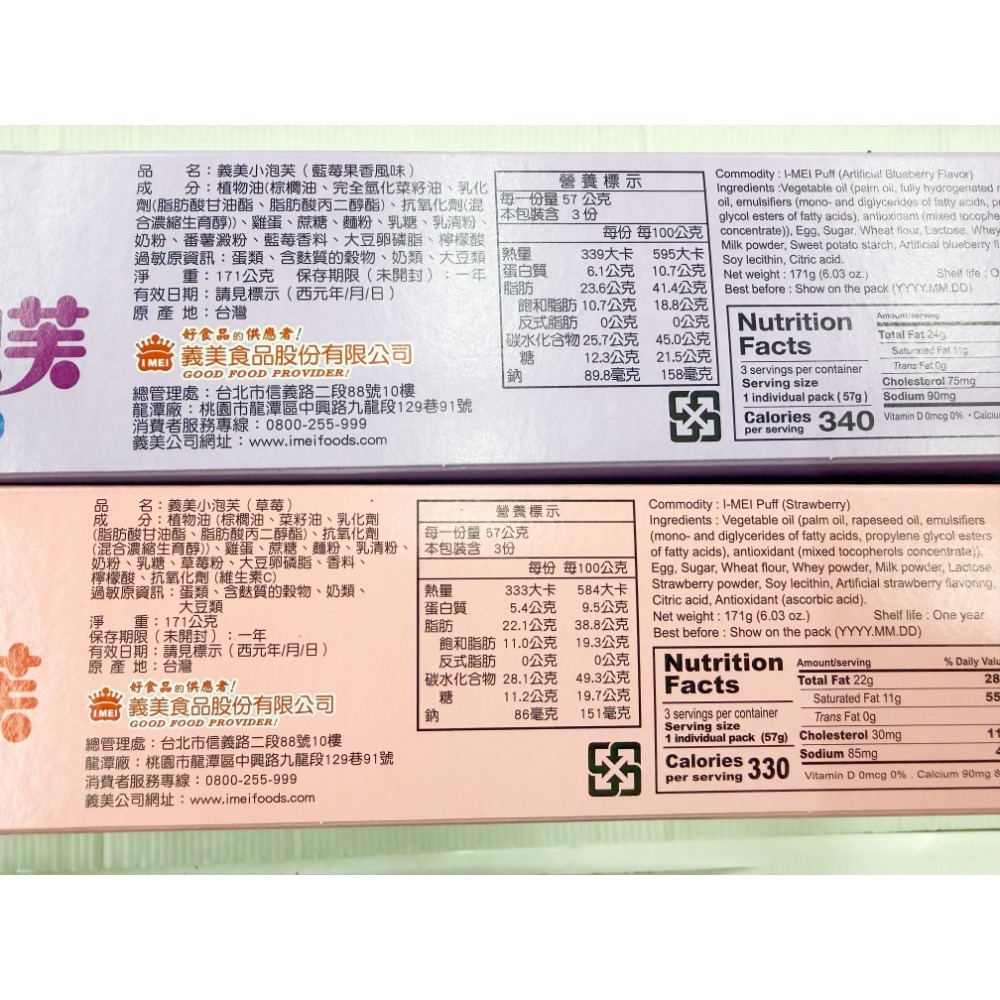 芙
品　　名：義美小泡芙（藍莓果香風味）
成　　分：植物油(棕櫚油、完全氫化菜籽油、乳化
劑(脂肪酸甘油酯、脂肪酸丙二醇酯)、抗氧化劑(混
合濃縮生育醇))、雞蛋、蔗糖、麵粉、乳糖、乳清粉、
奶粉、番薯澱粉、藍莓香料、大豆卵磷脂、檸檬酸
過敏原資訊：蛋類、含麩質的穀物、奶類、大豆類
淨　　重：171公克　保存期限（未開封）：一年
有效日期：請見標示（西元年/月/日）
原 產 地：台灣
好食品的供應者!
I MEI 義美食品股份有限公司
GOOD FOOD PROVIDER!
總管理處：台北市信義路二段88號10樓
龍潭廠：桃園市龍潭區中興路九龍段129巷91號
消費者服務專線：0800-255-999
義美公司網址：www.imeifoods.com
營養標示
每一份量 57 公克
本包裝含 3 份
每份 每100公克
熱量 339大卡 595大卡
蛋白質 6.1公克 10.7公克
脂肪 23.6公克 41.4公克
飽和脂肪 10.7公克 18.8公克
反式脂肪 0公克 0公克
碳水化合物 25.7公克 45.0公克
糖 12.3公克 21.5公克
鈉 89.8毫克 158毫克
Commodity : I-MEI Puff (Artificial Blueberry Flavor)
Ingredients :Vegetable oil (palm oil, fully hydrogenated
oil, emulsifiers (mono- and diglycerides of fatty acids,
glycol esters of fatty acids), antioxidant (mixed tocophe
concentrate)), Egg, Sugar, Wheat flour, Lactose, Whey
Milk powder, Sweet potato starch, Artificial blueberry fl
Soy lecithin, Citric acid.
Net weight : 171g (6.03 oz.) Shelf life : O
Best before : Show on the pack (YYYY.MM.DD)
Nutrition
Facts
3 servings per container
Serving size
1 individual pack (57g)
Calories
per serving 340
Amount/serving
Total Fat 24g
Saturated Fat 11g
Trans Fat 0g
Cholesterol 75mg
Sodium 90mg
Vitamin D 0mcg 0% • Calciu
品　　名：義美小泡芙（草莓）
成　　分：植物油 (棕櫚油、菜籽油、乳化劑
(脂肪酸甘油酯、脂肪酸丙二醇酯)、抗氧化劑
(混合濃縮生育醇))、雞蛋、蔗糖、麵粉、乳清粉、
奶粉、乳糖、草莓粉、大豆卵磷脂、香料、
檸檬酸、抗氧化劑 (維生素C)
過敏原資訊：蛋類、含麩質的穀物、奶類、
大豆類
淨　　重：171公克
保存期限（未開封）：一年
有效日期：請見標示（西元年/月/日）
原 產 地：台灣
好食品的供應者!
I MEI 義美食品股份有限公司
GOOD FOOD PROVIDER!
總管理處：台北市信義路二段88號10樓
龍潭廠：桃園市龍潭區中興路九龍段129巷91號
消費者服務專線：0800-255-999
義美公司網址：www.imeifoods.com
營養標示
每一份量 57公克
本包裝含 3份
每份 每100公克
熱量 333大卡 584大卡
蛋白質 5.4公克 9.5公克
脂肪 22.1公克 38.8公克
飽和脂肪 11.0公克 19.3公克
反式脂肪 0公克 0公克
碳水化合物 28.1公克 49.3公克
糖 11.2公克 19.7公克
鈉 86毫克 151毫克
Commodity : I-MEI Puff (Strawberry)
Ingredients : Vegetable oil (palm oil, rapeseed oil, emulsifiers
(mono- and diglycerides of fatty acids, propylene glycol esters
of fatty acids), antioxidant (mixed tocopherols concentrate)),
Egg, Sugar, Wheat flour, Whey powder, Milk powder, Lactose,
Strawberry powder, Soy lecithin, Artificial strawberry flavoring,
Citric acid, Antioxidant (ascorbic acid).
Net weight : 171g (6.03 oz.) Shelf life : One year
Best before : Show on the pack (YYYY.MM.DD)
Nutrition
Facts
3 servings per container
Serving size
1 individual pack (57g)
Calories
per serving 330
Amount/serving % Daily Valu
Total Fat 22g 28
Saturated Fat 11g 55
Trans Fat 0g
Cholesterol 30mg 11
Sodium 85mg
Vitamin D 0mcg 0% . Calcium 90mg 8